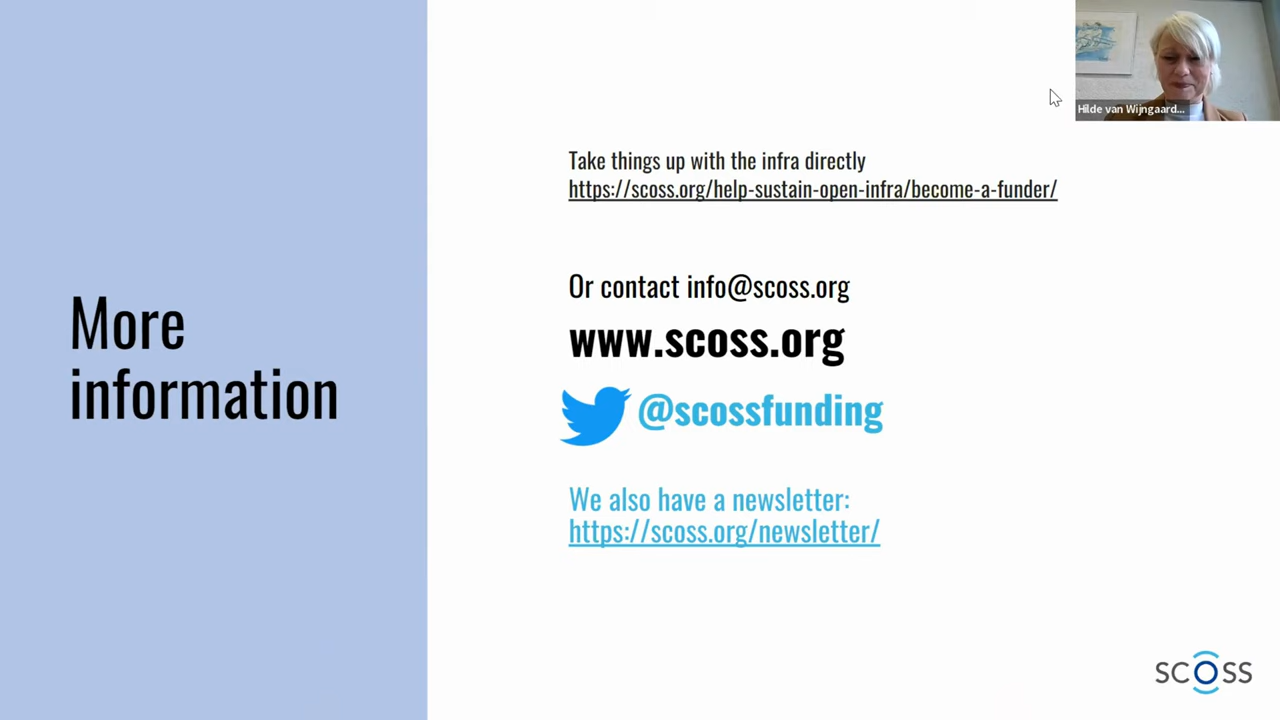 Hilde van Wijngaard...
Take things up with the infra directly
https://scoss.org/help-sustain-open-infra/become-a-funder/
Or contact info@scoss.org
www.scoss.org
@scossfunding
We also have a newsletter:
https://scoss.org/newsletter/
More
information
SCOSS